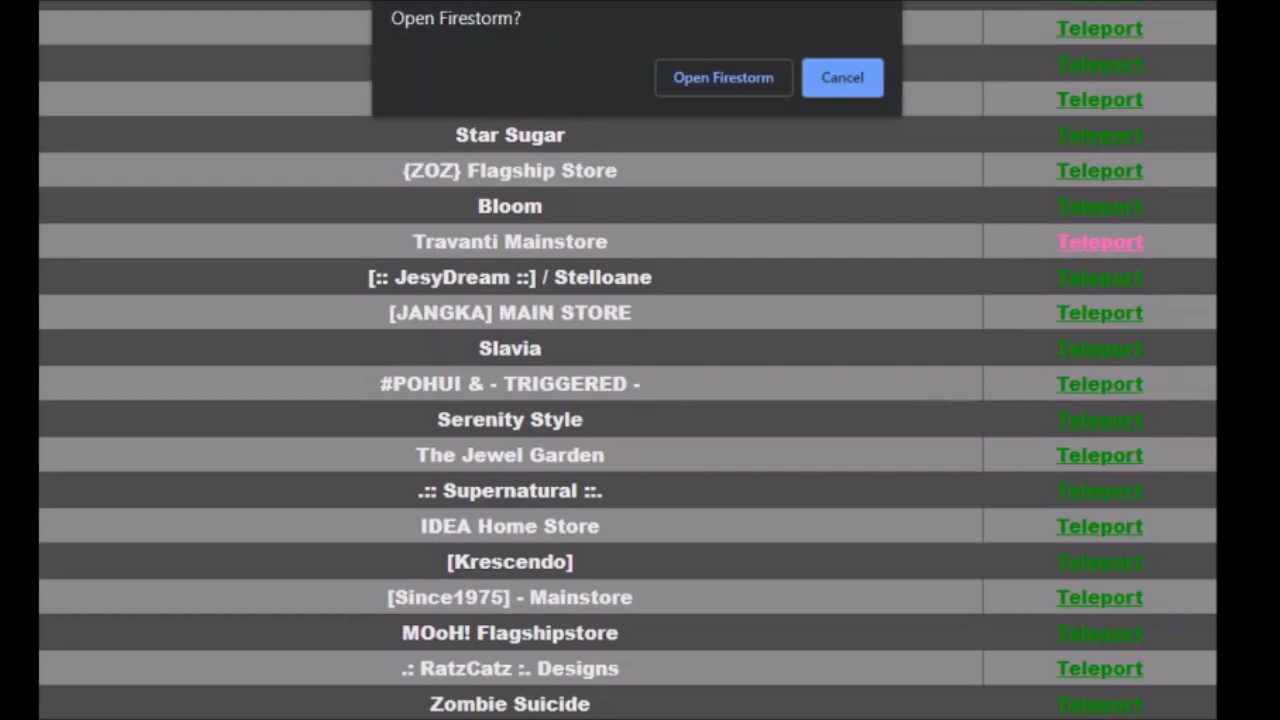 Open Firestorm?
Open Firestorm Cancel
Teleport
Teleport
Teleport
Star Sugar Teleport
{ZOZ} Flagship Store Teleport
Bloom Teleport
Travanti Mainstore Teleport
[:: JesyDream ::] / Stelloane Teleport
[JANGKA] MAIN STORE Teleport
Slavia Teleport
#POHUI & - TRIGGERED - Teleport
Serenity Style Teleport
The Jewel Garden Teleport
.:: Supernatural ::. Teleport
IDEA Home Store Teleport
[Krescendo] Teleport
[Since1975] - Mainstore Teleport
MOoH! Flagshipstore Teleport
.: RatzCatz :. Designs Teleport
Zombie Suicide Teleport